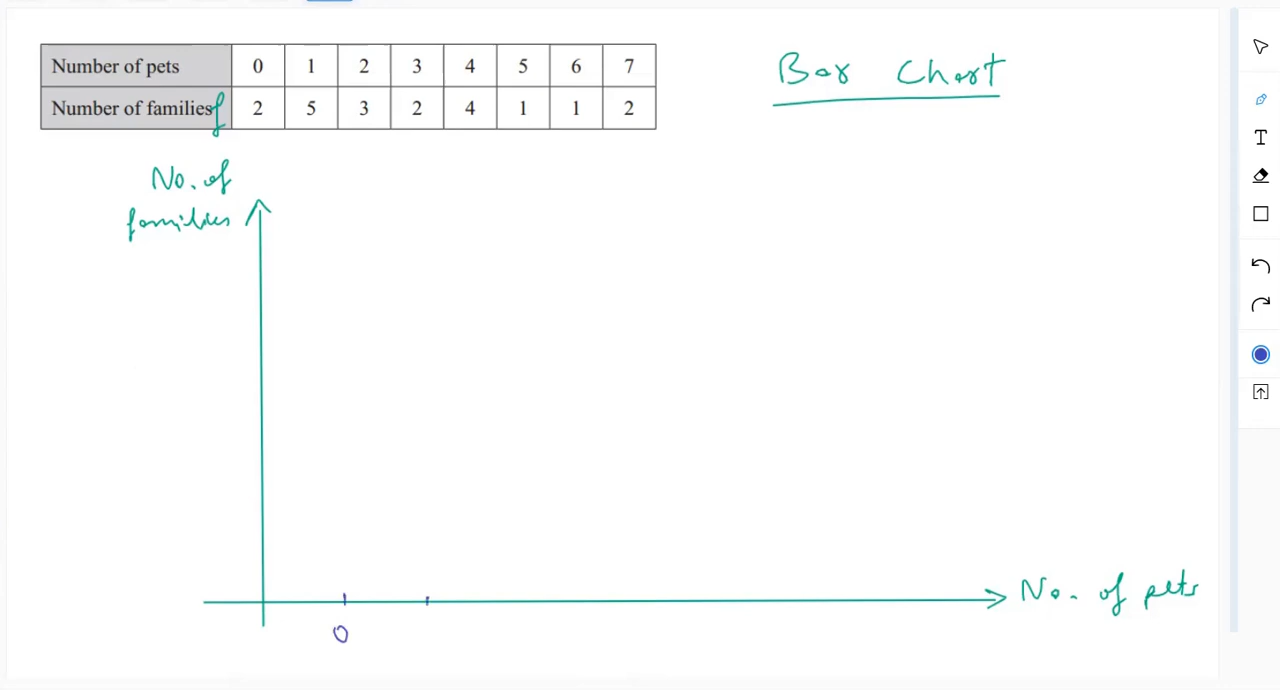 Number of pets 0 1 2 3 4 5 6 7
Number of families f 2 5 3 2 4 1 1 2
Bar Chart
No. of
families
No. of pets
0
T